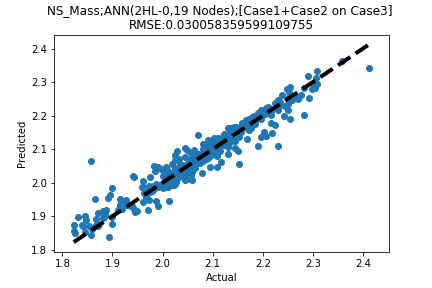 NS_Mass;ANN(2HL-0,19 Nodes);[Case1+Case2 on Case3]
RMSE:0.030058359599109755
2.4
2.3
2.2
2.1
2.0
1.9
1.8
Predicted
1.8 1.9 2.0 2.1 2.2 2.3 2.4
Actual